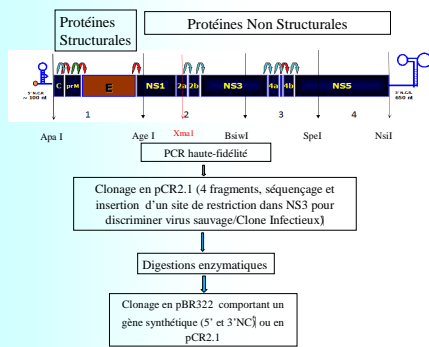 Protéines
Structurales
Protéines Non Structurales
C prM E NS1 2a 2b NS3 4a 4b NS5
5' N.C.R.
~ 100 nt
3' N.C.R.
650 nt
1 2 3 4
Apa I Age I Xma1 BsiwI SpeI NsiI
PCR haute-fidélité
Clonage en pCR2.1 (4 fragments, séquençage et
insertion d'un site de restriction dans NS3 pour
discriminer virus sauvage/Clone Infectieux)
Digestions enzymatiques
Clonage en pBR322 comportant un
gène synthétique (5' et 3'NC) ou en
pCR2.1